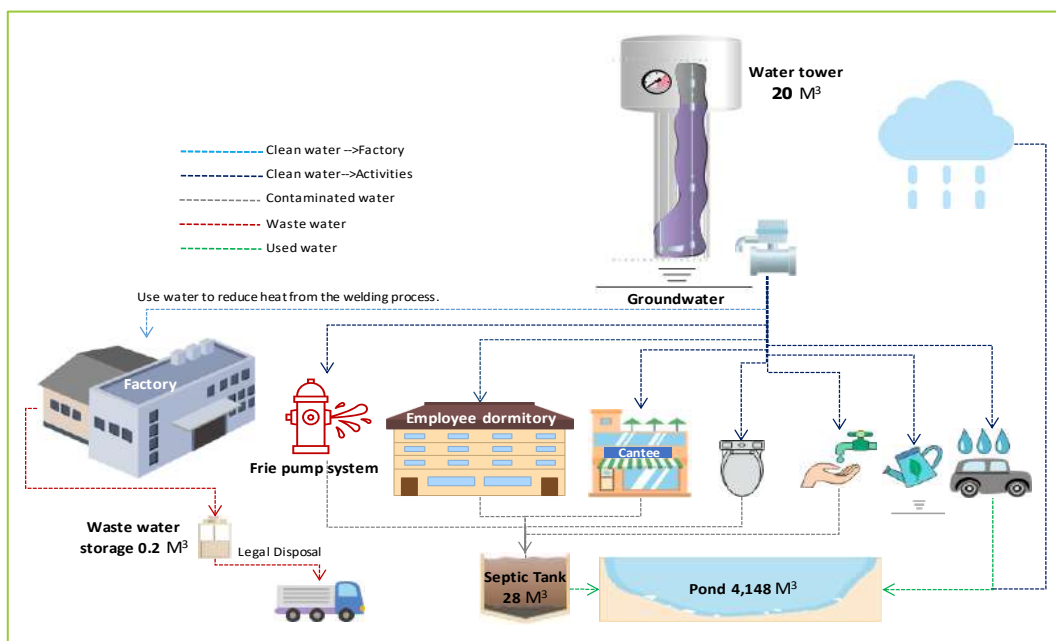 Water tower
20 M³
Clean water -->Factory
Clean water-->Activities
Contaminated water
Waste water
Used water
Groundwater
Use water to reduce heat from the welding process.
Factory
Frie pump system
Employee dormitory
Cantee
Waste water
storage 0.2 M³
Legal Disposal
Septic Tank
28 M³
Pond 4,148 M³